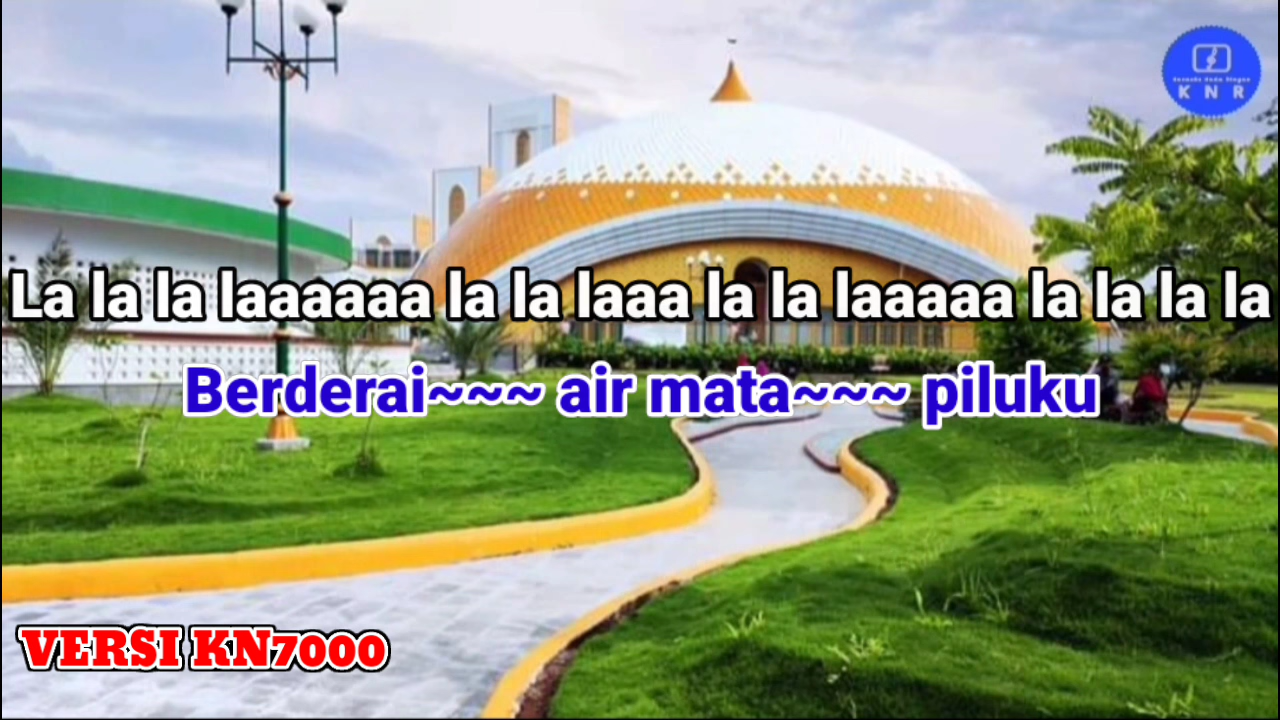 K N R
La la la laaaaaa la la laaa la la laaaaa la la la la
Berderai~~~ air mata~~~ piluku
VERSI KN7000